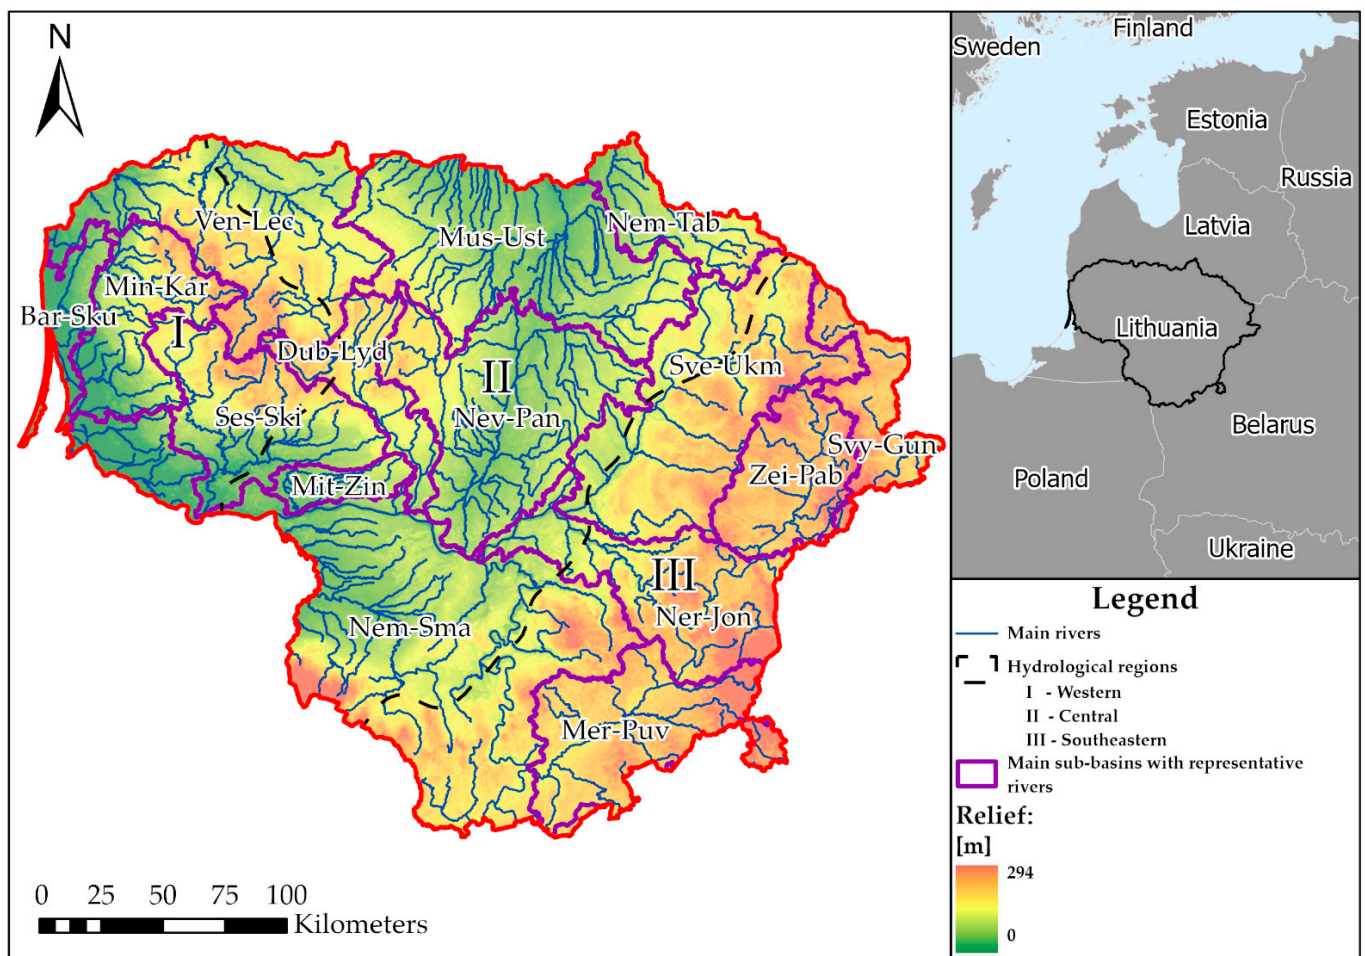 N
Ven-Lec
Mus-Ust
Nem-Tab
Min-Kar
Bar-Sku
I
Dub-Lyd
II
Sve-Ukm
Ses-Ski
Nev-Pan
Svy-Gun
Zei-Pab
Mit-Zin
III
Ner-Jon
Nem-Sma
Mer-Puv
0 25 50 75 100
Kilometers
Finland
Sweden
Estonia
Russia
Latvia
Lithuania
Belarus
Poland
Ukraine
Legend
Main rivers
Hydrological regions
I - Western
II - Central
III - Southeastern
Main sub-basins with representative
rivers
Relief:
[m]
294
0